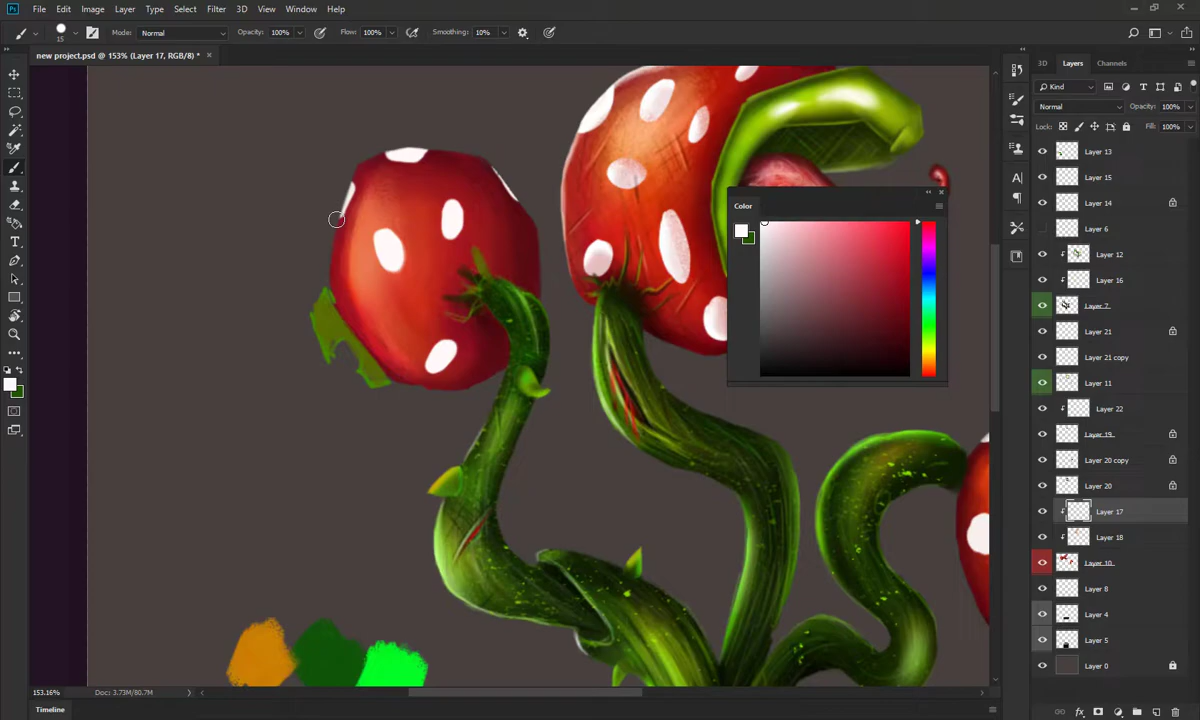 Ps File Edit Image Layer Type Select Filter 3D View Window Help
15 Mode: Normal Opacity: 100% Flow: 100% Smoothing: 10%
new project.psd @ 153% (Layer 17, RGB/8) *
3D Layers Channels
Kind
Normal Opacity: 100%
Lock: Fill: 100%
Layer 13
Layer 15
Layer 14
Layer 6
Layer 12
Layer 16
Layer 7
Layer 21
Layer 21 copy
Layer 11
Layer 22
Layer 19
Layer 20 copy
Layer 20
Layer 17
Layer 18
Layer 10
Layer 8
Layer 4
Layer 5
Layer 0
Color
153.16% Doc: 3.73M/80.7M
Timeline